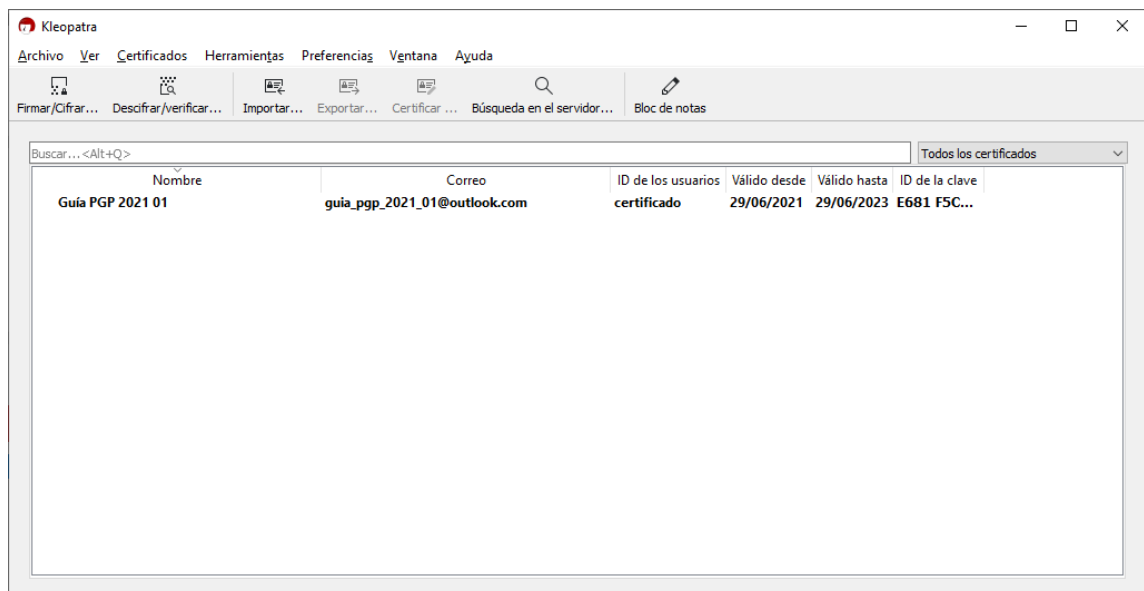 Kleopatra
Archivo Ver Certificados Herramientas Preferencias Ventana Ayuda
Firmar/Cifrar... Descifrar/verificar... Importar... Exportar... Certificar ... Búsqueda en el servidor... Bloc de notas
Buscar...<Alt+Q> Todos los certificados
Nombre Correo ID de los usuarios Válido desde Válido hasta ID de la clave
Guía PGP 2021 01 guia_pgp_2021_01@outlook.com certificado 29/06/2021 29/06/2023 E681 F5C...